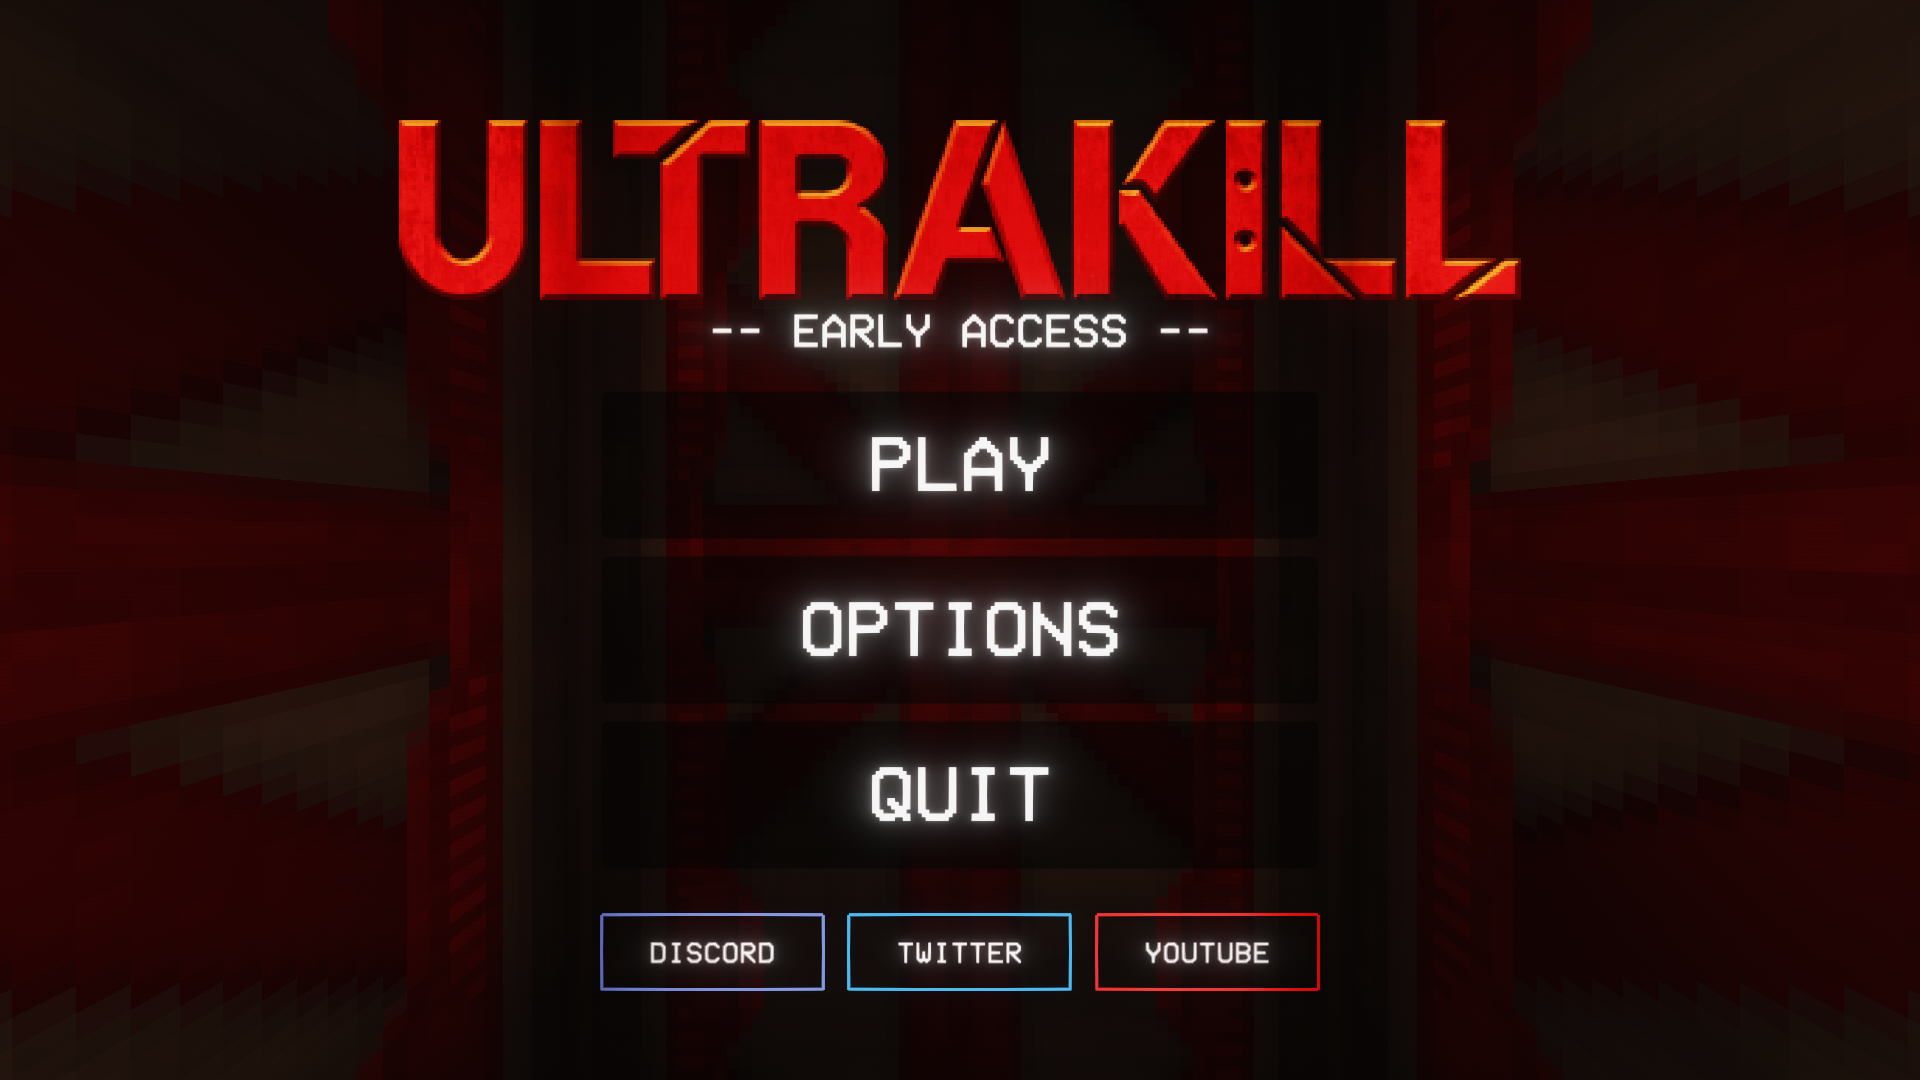 ULTRAKILL
-- EARLY ACCESS --
PLAY
OPTIONS
QUIT
DISCORD TWITTER YOUTUBE